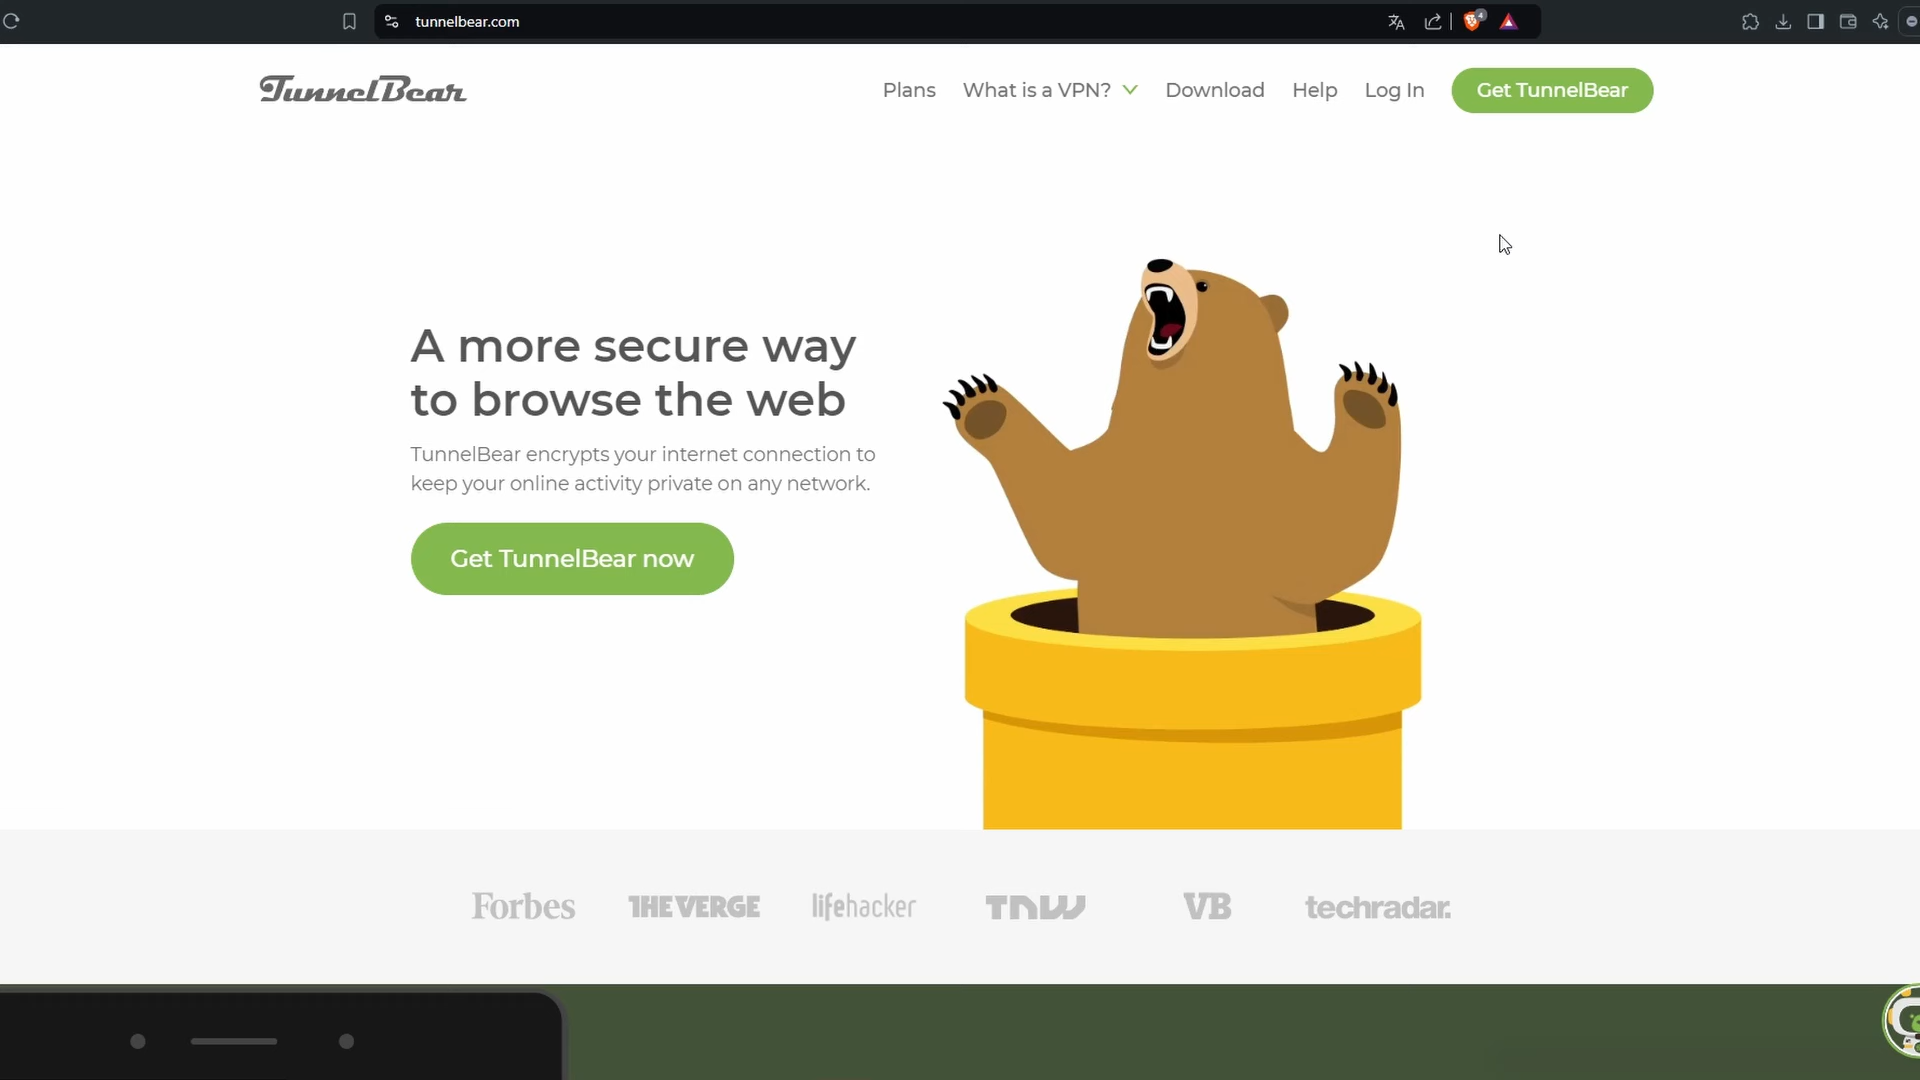 tunnelbear.com
4
TunnelBear
Plans
What is a VPN?
Download
Help
Log In
Get TunnelBear
A more secure way
to browse the web
TunnelBear encrypts your internet connection to
keep your online activity private on any network.
Get TunnelBear now
Forbes
THE VERGE
lifehacker
TNW
VB
techradar.